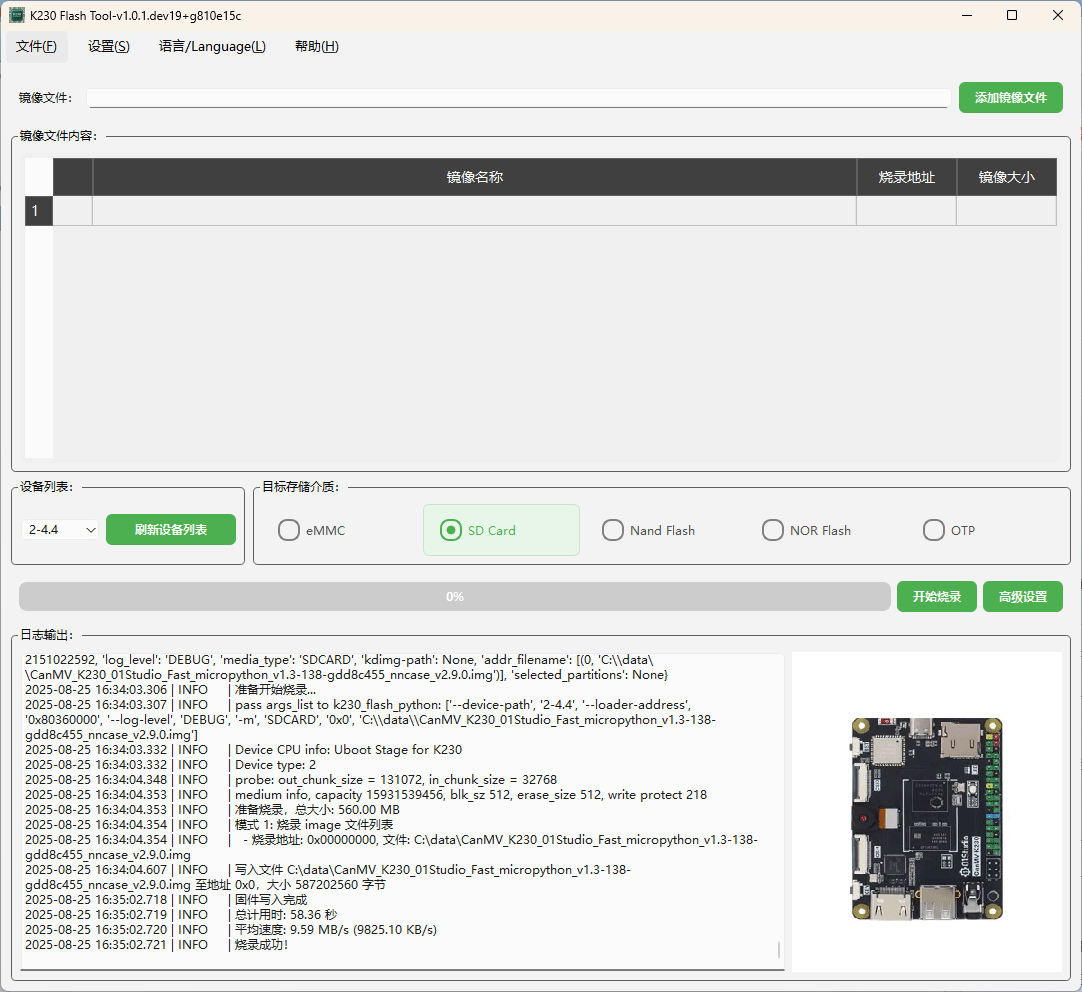 K230 Flash Tool-v1.0.1.dev19+g810e15c
文件(F) 设置(S) 语言/Language(L) 帮助(H)
镜像文件: 添加镜像文件
镜像文件内容:
镜像名称 烧录地址 镜像大小
1
设备列表: 目标存储介质:
2-4.4 刷新设备列表 eMMC SD Card Nand Flash NOR Flash OTP
0% 开始烧录 高级设置
日志输出:
2151022592, 'log_level': 'DEBUG', 'media_type': 'SDCARD', 'kdimg-path': None, 'addr_filename': [(0, 'C:\\data\
\CanMV_K230_01Studio_Fast_micropython_v1.3-138-gdd8c455_nncase_v2.9.0.img')], 'selected_partitions': None}
2025-08-25 16:34:03.306 | INFO | 准备开始烧录...
2025-08-25 16:34:03.307 | INFO | pass args_list to k230_flash_python: ['--device-path', '2-4.4', '--loader-address',
'0x80360000', '--log-level', 'DEBUG', '-m', 'SDCARD', '0x0', 'C:\\data\\CanMV_K230_01Studio_Fast_micropython_v1.3-138-
gdd8c455_nncase_v2.9.0.img']
2025-08-25 16:34:03.332 | INFO | Device CPU info: Uboot Stage for K230
2025-08-25 16:34:03.332 | INFO | Device type: 2
2025-08-25 16:34:04.348 | INFO | probe: out_chunk_size = 131072, in_chunk_size = 32768
2025-08-25 16:34:04.353 | INFO | medium info, capacity 15931539456, blk_sz 512, erase_size 512, write protect 218
2025-08-25 16:34:04.353 | INFO | 准备烧录，总大小: 560.00 MB
2025-08-25 16:34:04.354 | INFO | 模式 1: 烧录 image 文件列表
2025-08-25 16:34:04.354 | INFO | - 烧录地址: 0x00000000, 文件: C:\data\CanMV_K230_01Studio_Fast_micropython_v1.3-138-
gdd8c455_nncase_v2.9.0.img
2025-08-25 16:34:04.607 | INFO | 写入文件 C:\data\CanMV_K230_01Studio_Fast_micropython_v1.3-138-
gdd8c455_nncase_v2.9.0.img 至地址 0x0，大小 587202560 字节
2025-08-25 16:35:02.718 | INFO | 固件写入完成
2025-08-25 16:35:02.719 | INFO | 总计用时: 58.36 秒
2025-08-25 16:35:02.720 | INFO | 平均速度: 9.59 MB/s (9825.10 KB/s)
2025-08-25 16:35:02.721 | INFO | 烧录成功!
01Studio
CanMV K230